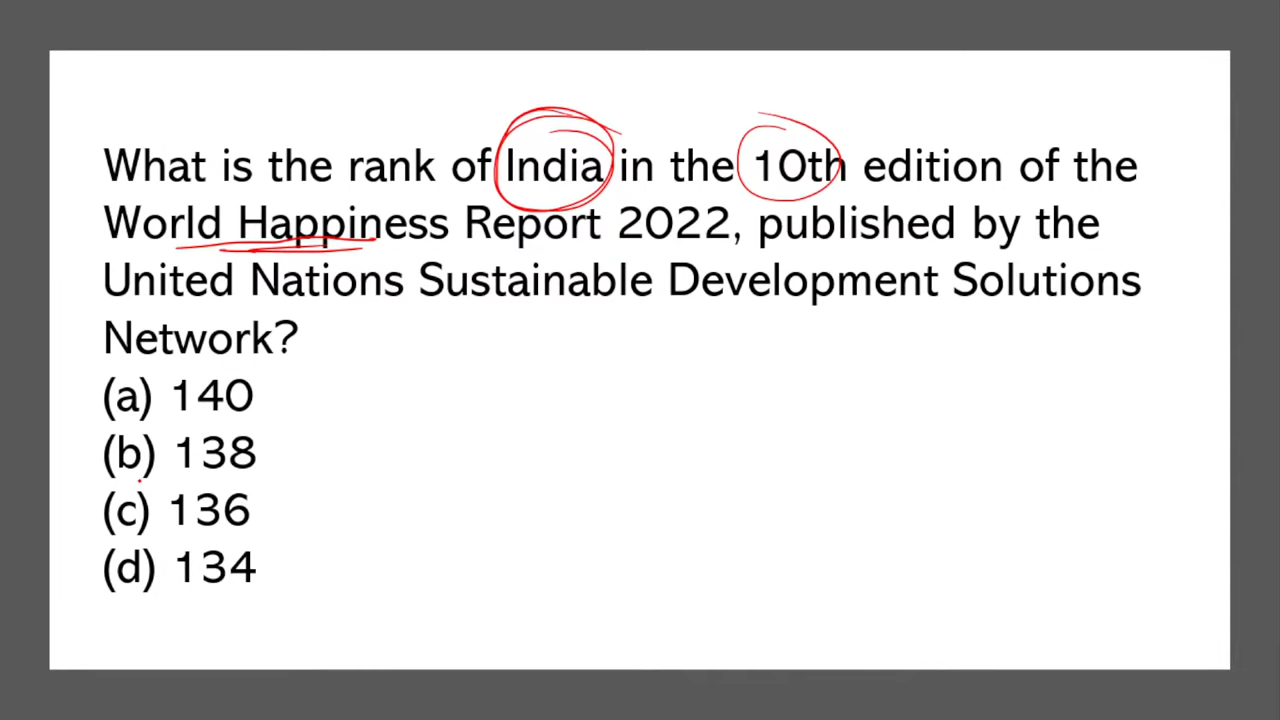 What is the rank of India in the 10th edition of the
World Happiness Report 2022, published by the
United Nations Sustainable Development Solutions
Network?
(a) 140
(b) 138
(c) 136
(d) 134